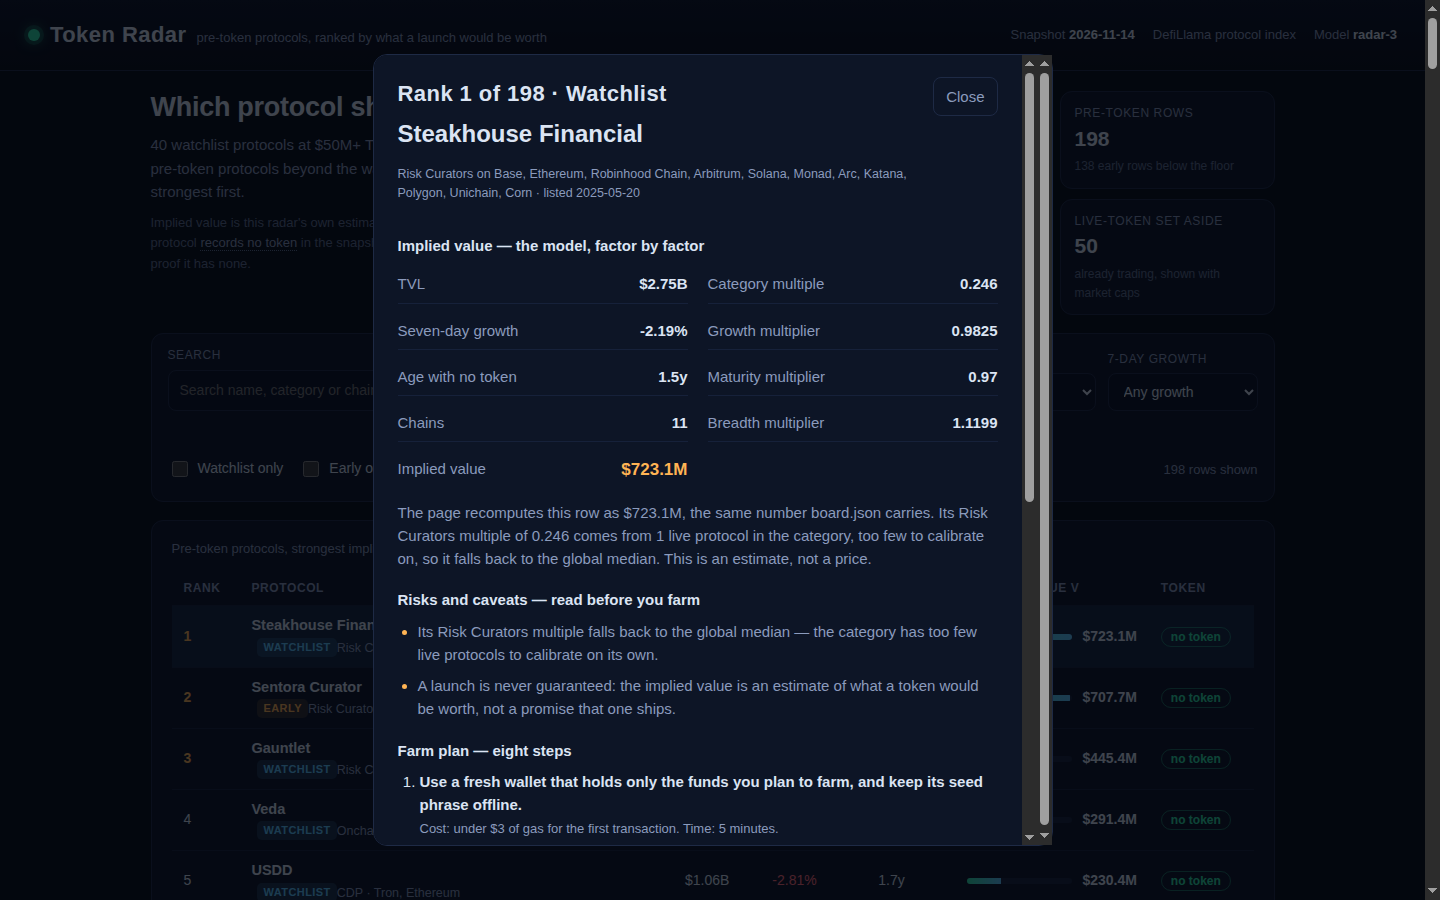 Token Radar pre-token protocols, ranked by what a launch would be worth
Snapshot 2026-11-14 DefiLlama protocol index Model radar-3
Which protocol sh
40 watchlist protocols at $50M+ T
pre-token protocols beyond the w
strongest first.
Implied value is this radar's own estima
protocol records no token in the snapsh
proof it has none.
PRE-TOKEN ROWS
198
138 early rows below the floor
LIVE-TOKEN SET ASIDE
50
already trading, shown with
market caps
SEARCH
Search name, category or chain
7-DAY GROWTH
Any growth
Watchlist only
Early o
198 rows shown
Pre-token protocols, strongest impl
RANK PROTOCOL UE V TOKEN
1 Steakhouse Finan
WATCHLIST Risk C
$723.1M no token
2 Sentora Curator
EARLY Risk Curato
$707.7M no token
3 Gauntlet
WATCHLIST Risk C
$445.4M no token
4 Veda
WATCHLIST Oncha
$291.4M no token
5 USDD
WATCHLIST CDP · Tron, Ethereum
$1.06B -2.81% 1.7y $230.4M no token
Rank 1 of 198 · Watchlist
Close
Steakhouse Financial
Risk Curators on Base, Ethereum, Robinhood Chain, Arbitrum, Solana, Monad, Arc, Katana,
Polygon, Unichain, Corn · listed 2025-05-20
Implied value — the model, factor by factor
TVL $2.75B Category multiple 0.246
Seven-day growth -2.19% Growth multiplier 0.9825
Age with no token 1.5y Maturity multiplier 0.97
Chains 11 Breadth multiplier 1.1199
Implied value $723.1M
The page recomputes this row as $723.1M, the same number board.json carries. Its Risk
Curators multiple of 0.246 comes from 1 live protocol in the category, too few to calibrate
on, so it falls back to the global median. This is an estimate, not a price.
Risks and caveats — read before you farm
Its Risk Curators multiple falls back to the global median — the category has too few
live protocols to calibrate on its own.
A launch is never guaranteed: the implied value is an estimate of what a token would
be worth, not a promise that one ships.
Farm plan — eight steps
1. Use a fresh wallet that holds only the funds you plan to farm, and keep its seed
phrase offline.
Cost: under $3 of gas for the first transaction. Time: 5 minutes.